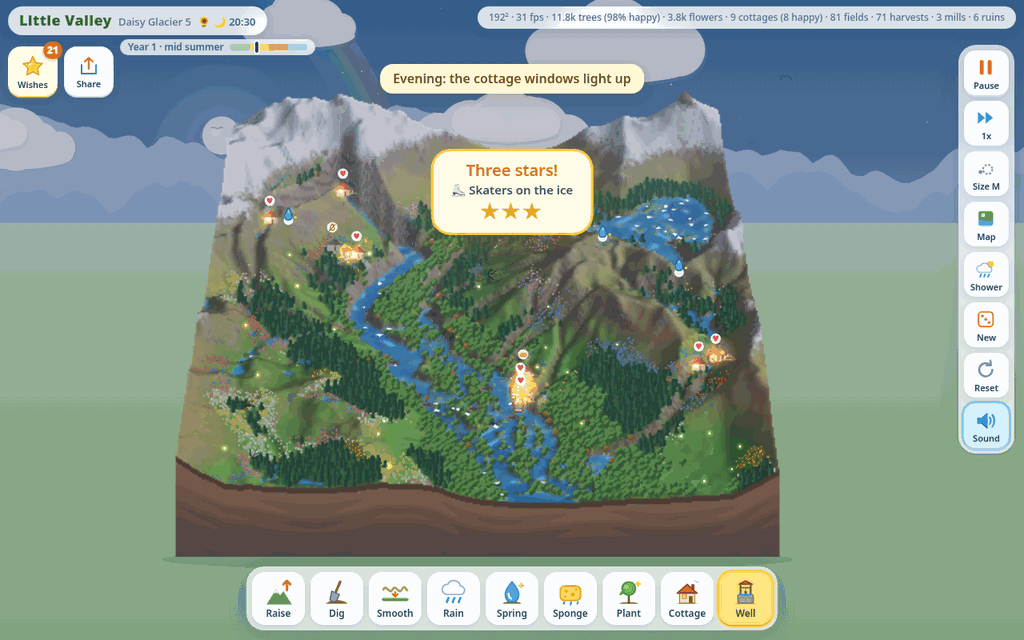 Little Valley Daisy Glacier 5 20:30
192² · 31 fps · 11.8k trees (98% happy) · 3.8k flowers · 9 cottages (8 happy) · 81 fields · 71 harvests · 3 mills · 6 ruins
Year 1 · mid summer
21
Wishes
Share
Evening: the cottage windows light up
Three stars!
Skaters on the ice
Pause
1x
Size M
Map
Shower
New
Reset
Sound
Raise
Dig
Smooth
Rain
Spring
Sponge
Plant
Cottage
Well